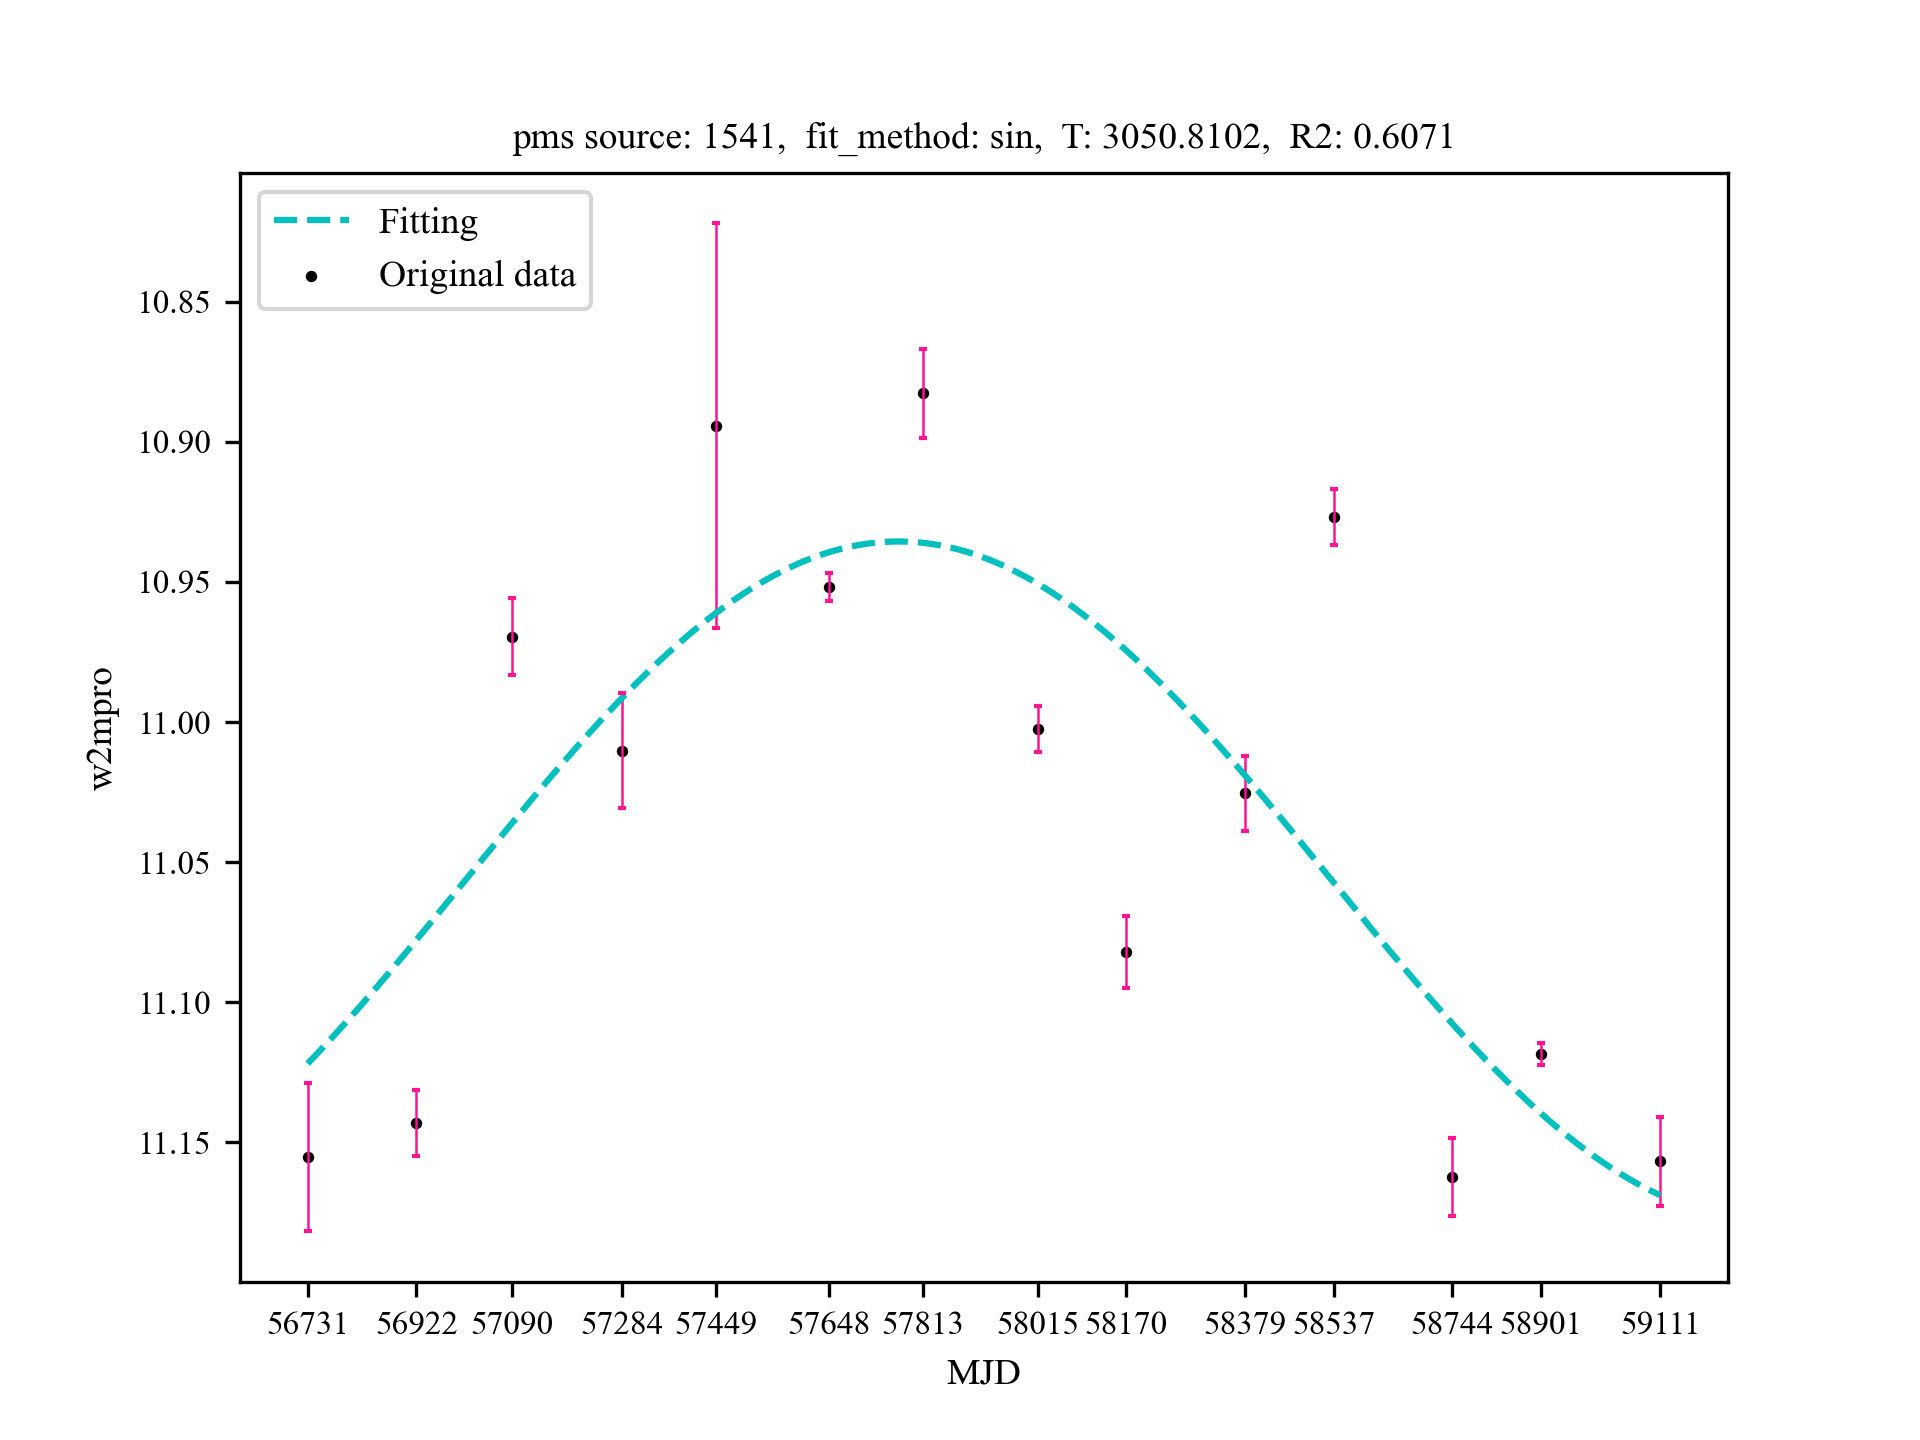 pms source: 1541,  fit_method: sin,  T: 3050.8102,  R2: 0.6071
Fitting
Original data
10.85
10.90
10.95
11.00
11.05
11.10
11.15
w2mpro
56731 56922 57090 57284 57449 57648 57813 58015 58170 58379 58537 58744 58901 59111
MJD